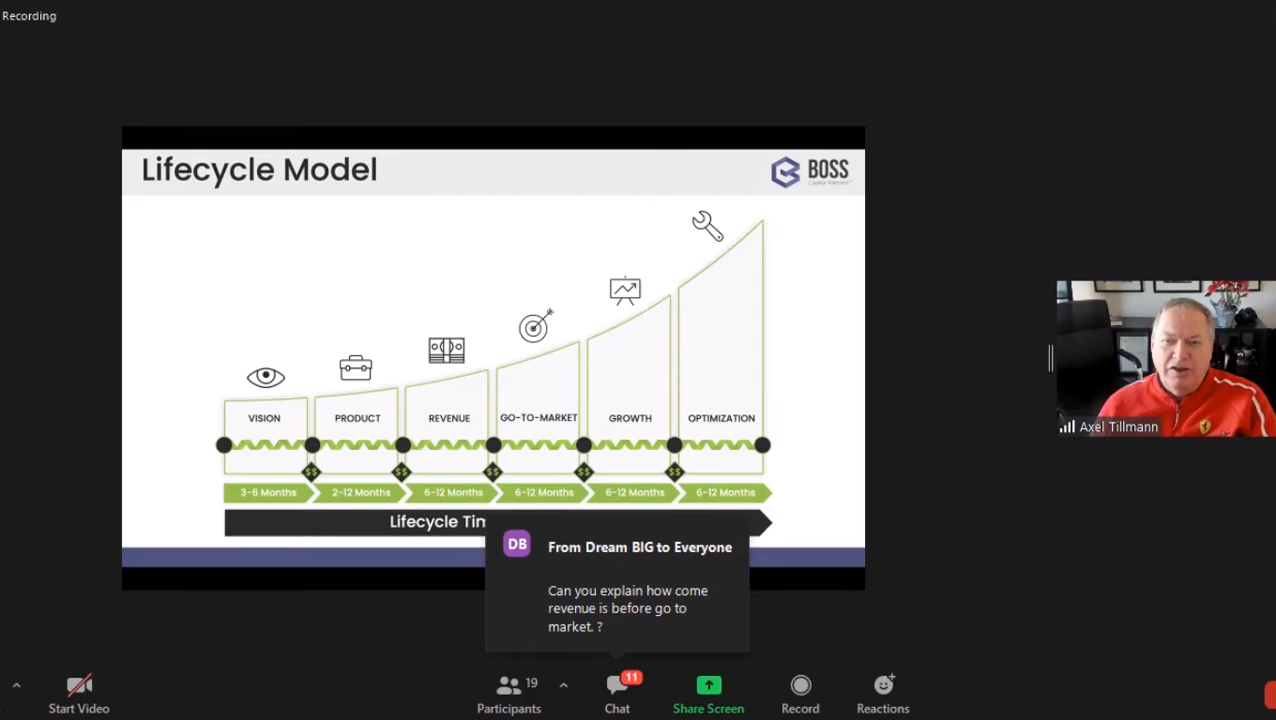 Recording
Lifecycle Model
BOSS
Capital Partners
VISION
PRODUCT
REVENUE
GO-TO-MARKET
GROWTH
OPTIMIZATION
$$ $$ $$ $$ $$
3-6 Months
2-12 Months
6-12 Months
6-12 Months
6-12 Months
6-12 Months
Lifecycle Tim
DB
From Dream BIG to Everyone
Can you explain how come
revenue is before go to
market. ?
Axel Tillmann
Start Video
19
Participants
11
Chat
Share Screen
Record
Reactions